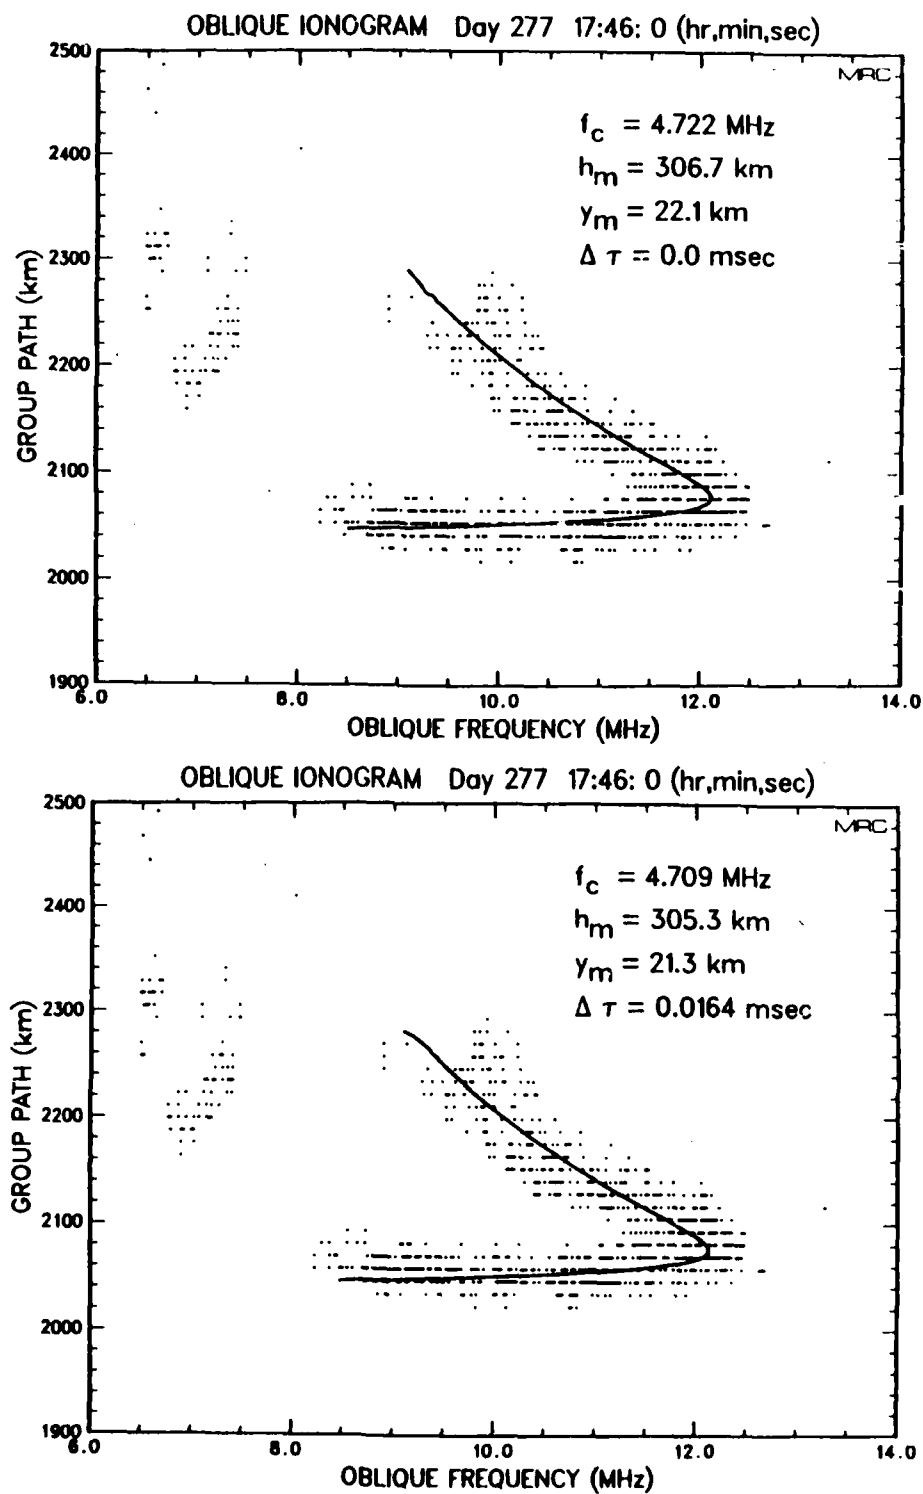 OBLIQUE IONOGRAM Day 277 17:46: 0 (hr,min,sec)
MRC
f_c = 4.722 MHz
h_m = 306.7 km
y_m = 22.1 km
Δ τ = 0.0 msec
GROUP PATH (km)
2500
2400
2300
2200
2100
2000
1900
6.0 8.0 10.0 12.0 14.0
OBLIQUE FREQUENCY (MHz)
OBLIQUE IONOGRAM Day 277 17:46: 0 (hr,min,sec)
MRC
f_c = 4.709 MHz
h_m = 305.3 km
y_m = 21.3 km
Δ τ = 0.0164 msec
GROUP PATH (km)
2500
2400
2300
2200
2100
2000
1900
6.0 8.0 10.0 12.0 14.0
OBLIQUE FREQUENCY (MHz)